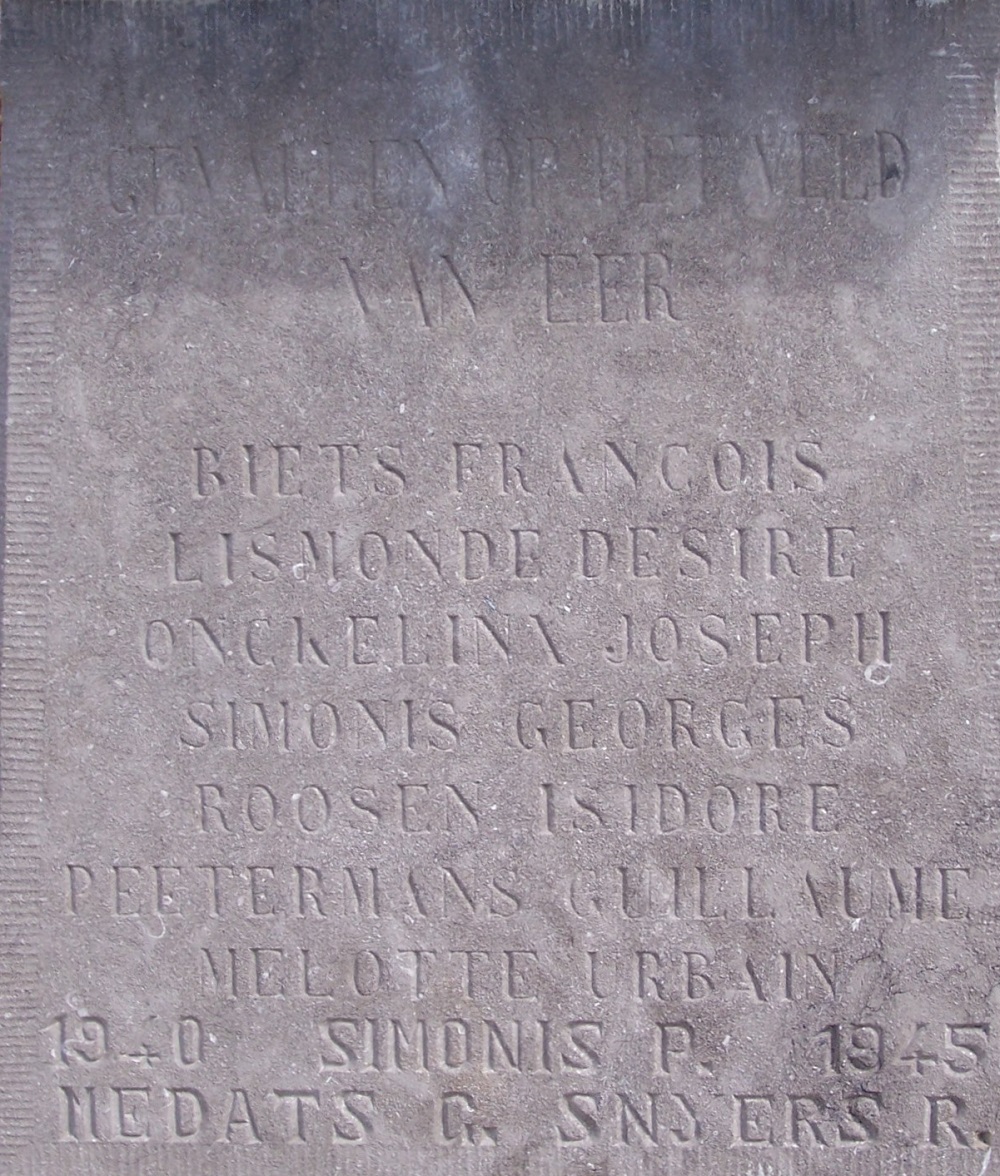 GEVALLEN OP HET VELD
VAN EER
BIETS FRANCOIS
LISMONDE DESIRE
ONCKELINX JOSEPH
SIMONIS GEORGES
ROOSEN ISIDORE
PEETERMANS GUILLAUME
MELOTTE URBAIN
1940 SIMONIS P. 1945
MEDATS G. SNYERS R.